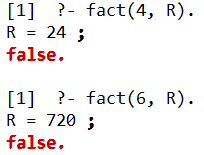 [1]  ?- fact(4, R).
R = 24 ;
false.
[1]  ?- fact(6, R).
R = 720 ;
false.